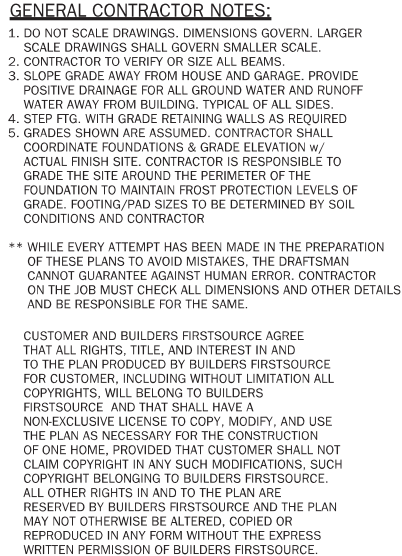 GENERAL CONTRACTOR NOTES:
1. DO NOT SCALE DRAWINGS. DIMENSIONS GOVERN. LARGER
SCALE DRAWINGS SHALL GOVERN SMALLER SCALE.
2. CONTRACTOR TO VERIFY OR SIZE ALL BEAMS.
3. SLOPE GRADE AWAY FROM HOUSE AND GARAGE. PROVIDE
POSITIVE DRAINAGE FOR ALL GROUND WATER AND RUNOFF
WATER AWAY FROM BUILDING. TYPICAL OF ALL SIDES.
4. STEP FTG. WITH GRADE RETAINING WALLS AS REQUIRED
5. GRADES SHOWN ARE ASSUMED. CONTRACTOR SHALL
COORDINATE FOUNDATIONS & GRADE ELEVATION w/
ACTUAL FINISH SITE. CONTRACTOR IS RESPONSIBLE TO
GRADE THE SITE AROUND THE PERIMETER OF THE
FOUNDATION TO MAINTAIN FROST PROTECTION LEVELS OF
GRADE. FOOTING/PAD SIZES TO BE DETERMINED BY SOIL
CONDITIONS AND CONTRACTOR
** WHILE EVERY ATTEMPT HAS BEEN MADE IN THE PREPARATION
OF THESE PLANS TO AVOID MISTAKES, THE DRAFTSMAN
CANNOT GUARANTEE AGAINST HUMAN ERROR. CONTRACTOR
ON THE JOB MUST CHECK ALL DIMENSIONS AND OTHER DETAILS
AND BE RESPONSIBLE FOR THE SAME.
CUSTOMER AND BUILDERS FIRSTSOURCE AGREE
THAT ALL RIGHTS, TITLE, AND INTEREST IN AND
TO THE PLAN PRODUCED BY BUILDERS FIRSTSOURCE
FOR CUSTOMER, INCLUDING WITHOUT LIMITATION ALL
COPYRIGHTS, WILL BELONG TO BUILDERS
FIRSTSOURCE AND THAT SHALL HAVE A
NON-EXCLUSIVE LICENSE TO COPY, MODIFY, AND USE
THE PLAN AS NECESSARY FOR THE CONSTRUCTION
OF ONE HOME, PROVIDED THAT CUSTOMER SHALL NOT
CLAIM COPYRIGHT IN ANY SUCH MODIFICATIONS, SUCH
COPYRIGHT BELONGING TO BUILDERS FIRSTSOURCE.
ALL OTHER RIGHTS IN AND TO THE PLAN ARE
RESERVED BY BUILDERS FIRSTSOURCE AND THE PLAN
MAY NOT OTHERWISE BE ALTERED, COPIED OR
REPRODUCED IN ANY FORM WITHOUT THE EXPRESS
WRITTEN PERMISSION OF BUILDERS FIRSTSOURCE.